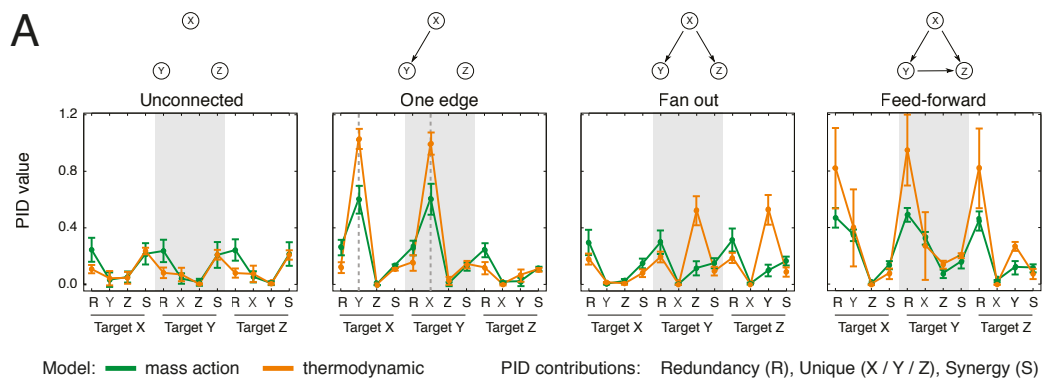 A
X X X X
Y Z Y Z Y Z Y Z
Unconnected One edge Fan out Feed-forward
PID value
1.2
0.8
0.4
0.0
R Y Z S R X Z S R X Y S R Y Z S R X Z S R X Y S R Y Z S R X Z S R X Y S R Y Z S R X Z S R X Y S
Target X Target Y Target Z Target X Target Y Target Z Target X Target Y Target Z Target X Target Y Target Z
Model: mass action thermodynamic PID contributions: Redundancy (R), Unique (X / Y / Z), Synergy (S)